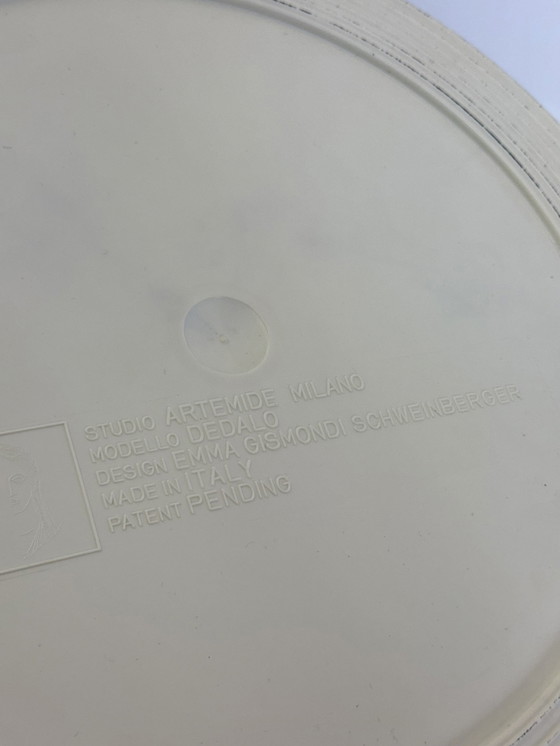 STUDIO ARTEMIDE MILANO
MODELLO DEDALO
DESIGN EMMA GISMONDI SCHWEINBERGER
MADE IN ITALY
PATENT PENDING